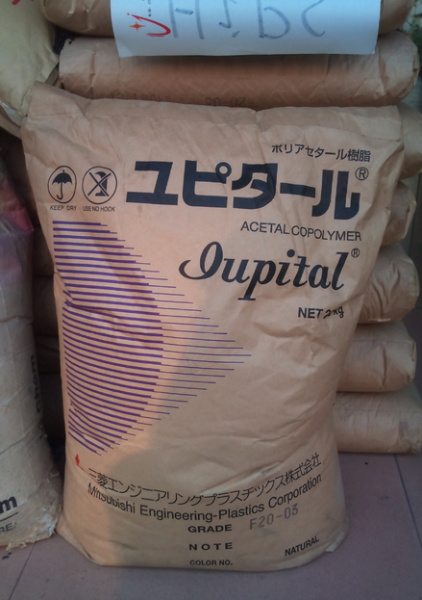 ポリアセタール樹脂
ユピタール®
KEEP DRY
USE NO HOOK
ACETAL COPOLYMER
Iupital®
NET
kg
三菱エンジニアリングプラスチックス株式会社
Mitsubishi Engineering-Plastics Corporation
GRADE F20-03
NOTE
NATURAL
COLOR NO.